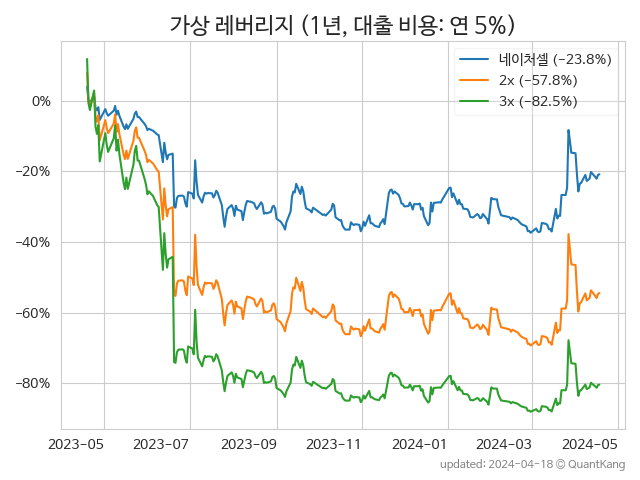 가상 레버리지 (1년, 대출 비용: 연 5%)
네이처셀 (-23.8%)
2x (-57.8%)
3x (-82.5%)
0%
-20%
-40%
-60%
-80%
2023-05 2023-07 2023-09 2023-11 2024-01 2024-03 2024-05
updated: 2024-04-18 © QuantKang